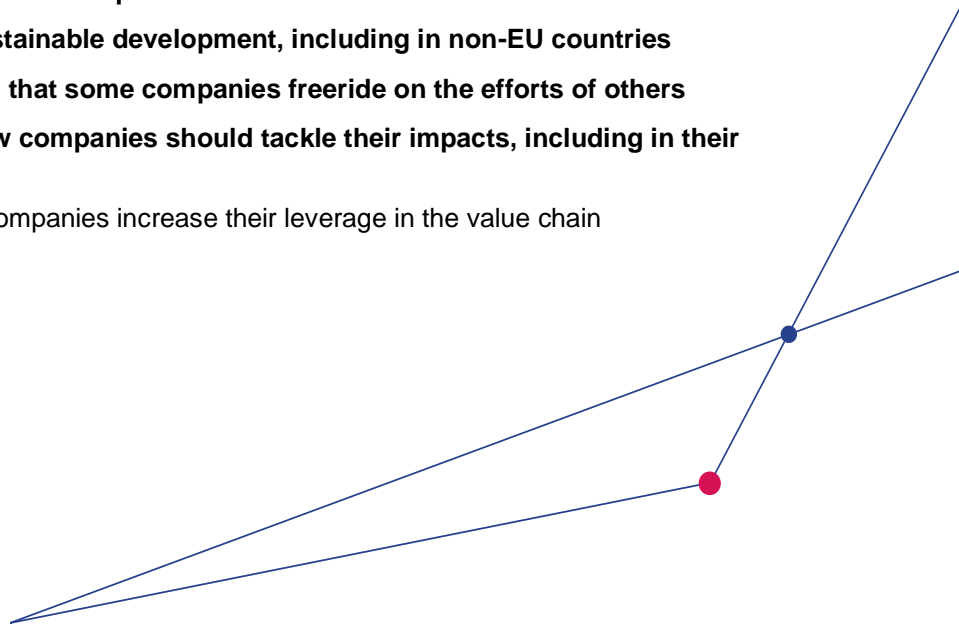 stainable development, including in non-EU countries
that some companies freeride on the efforts of others
companies should tackle their impacts, including in their
ompanies increase their leverage in the value chain